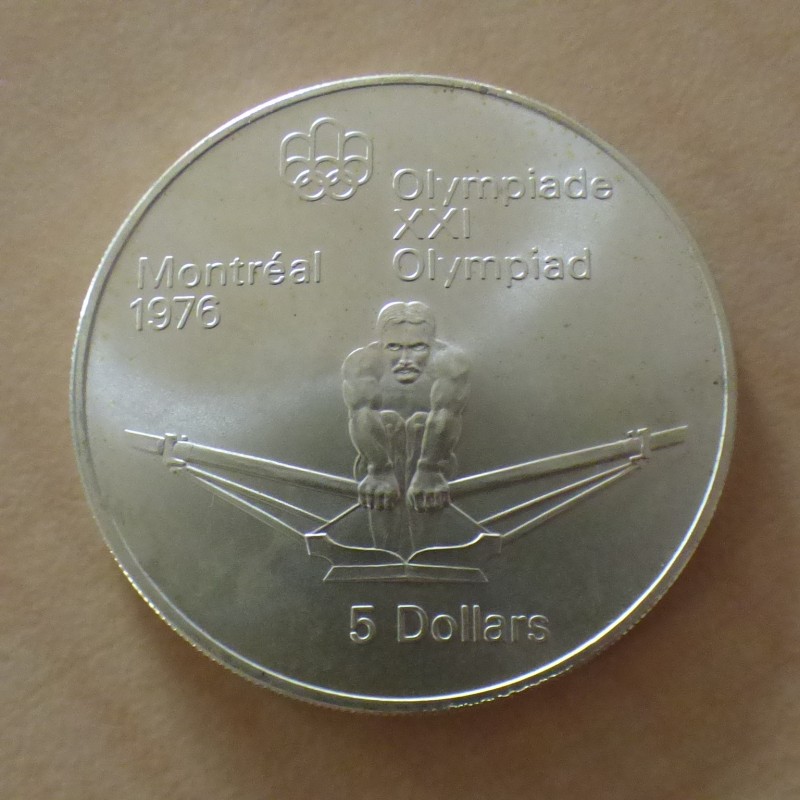 Olympiade
XXI
Olympiad
Montréal
1976
5 Dollars